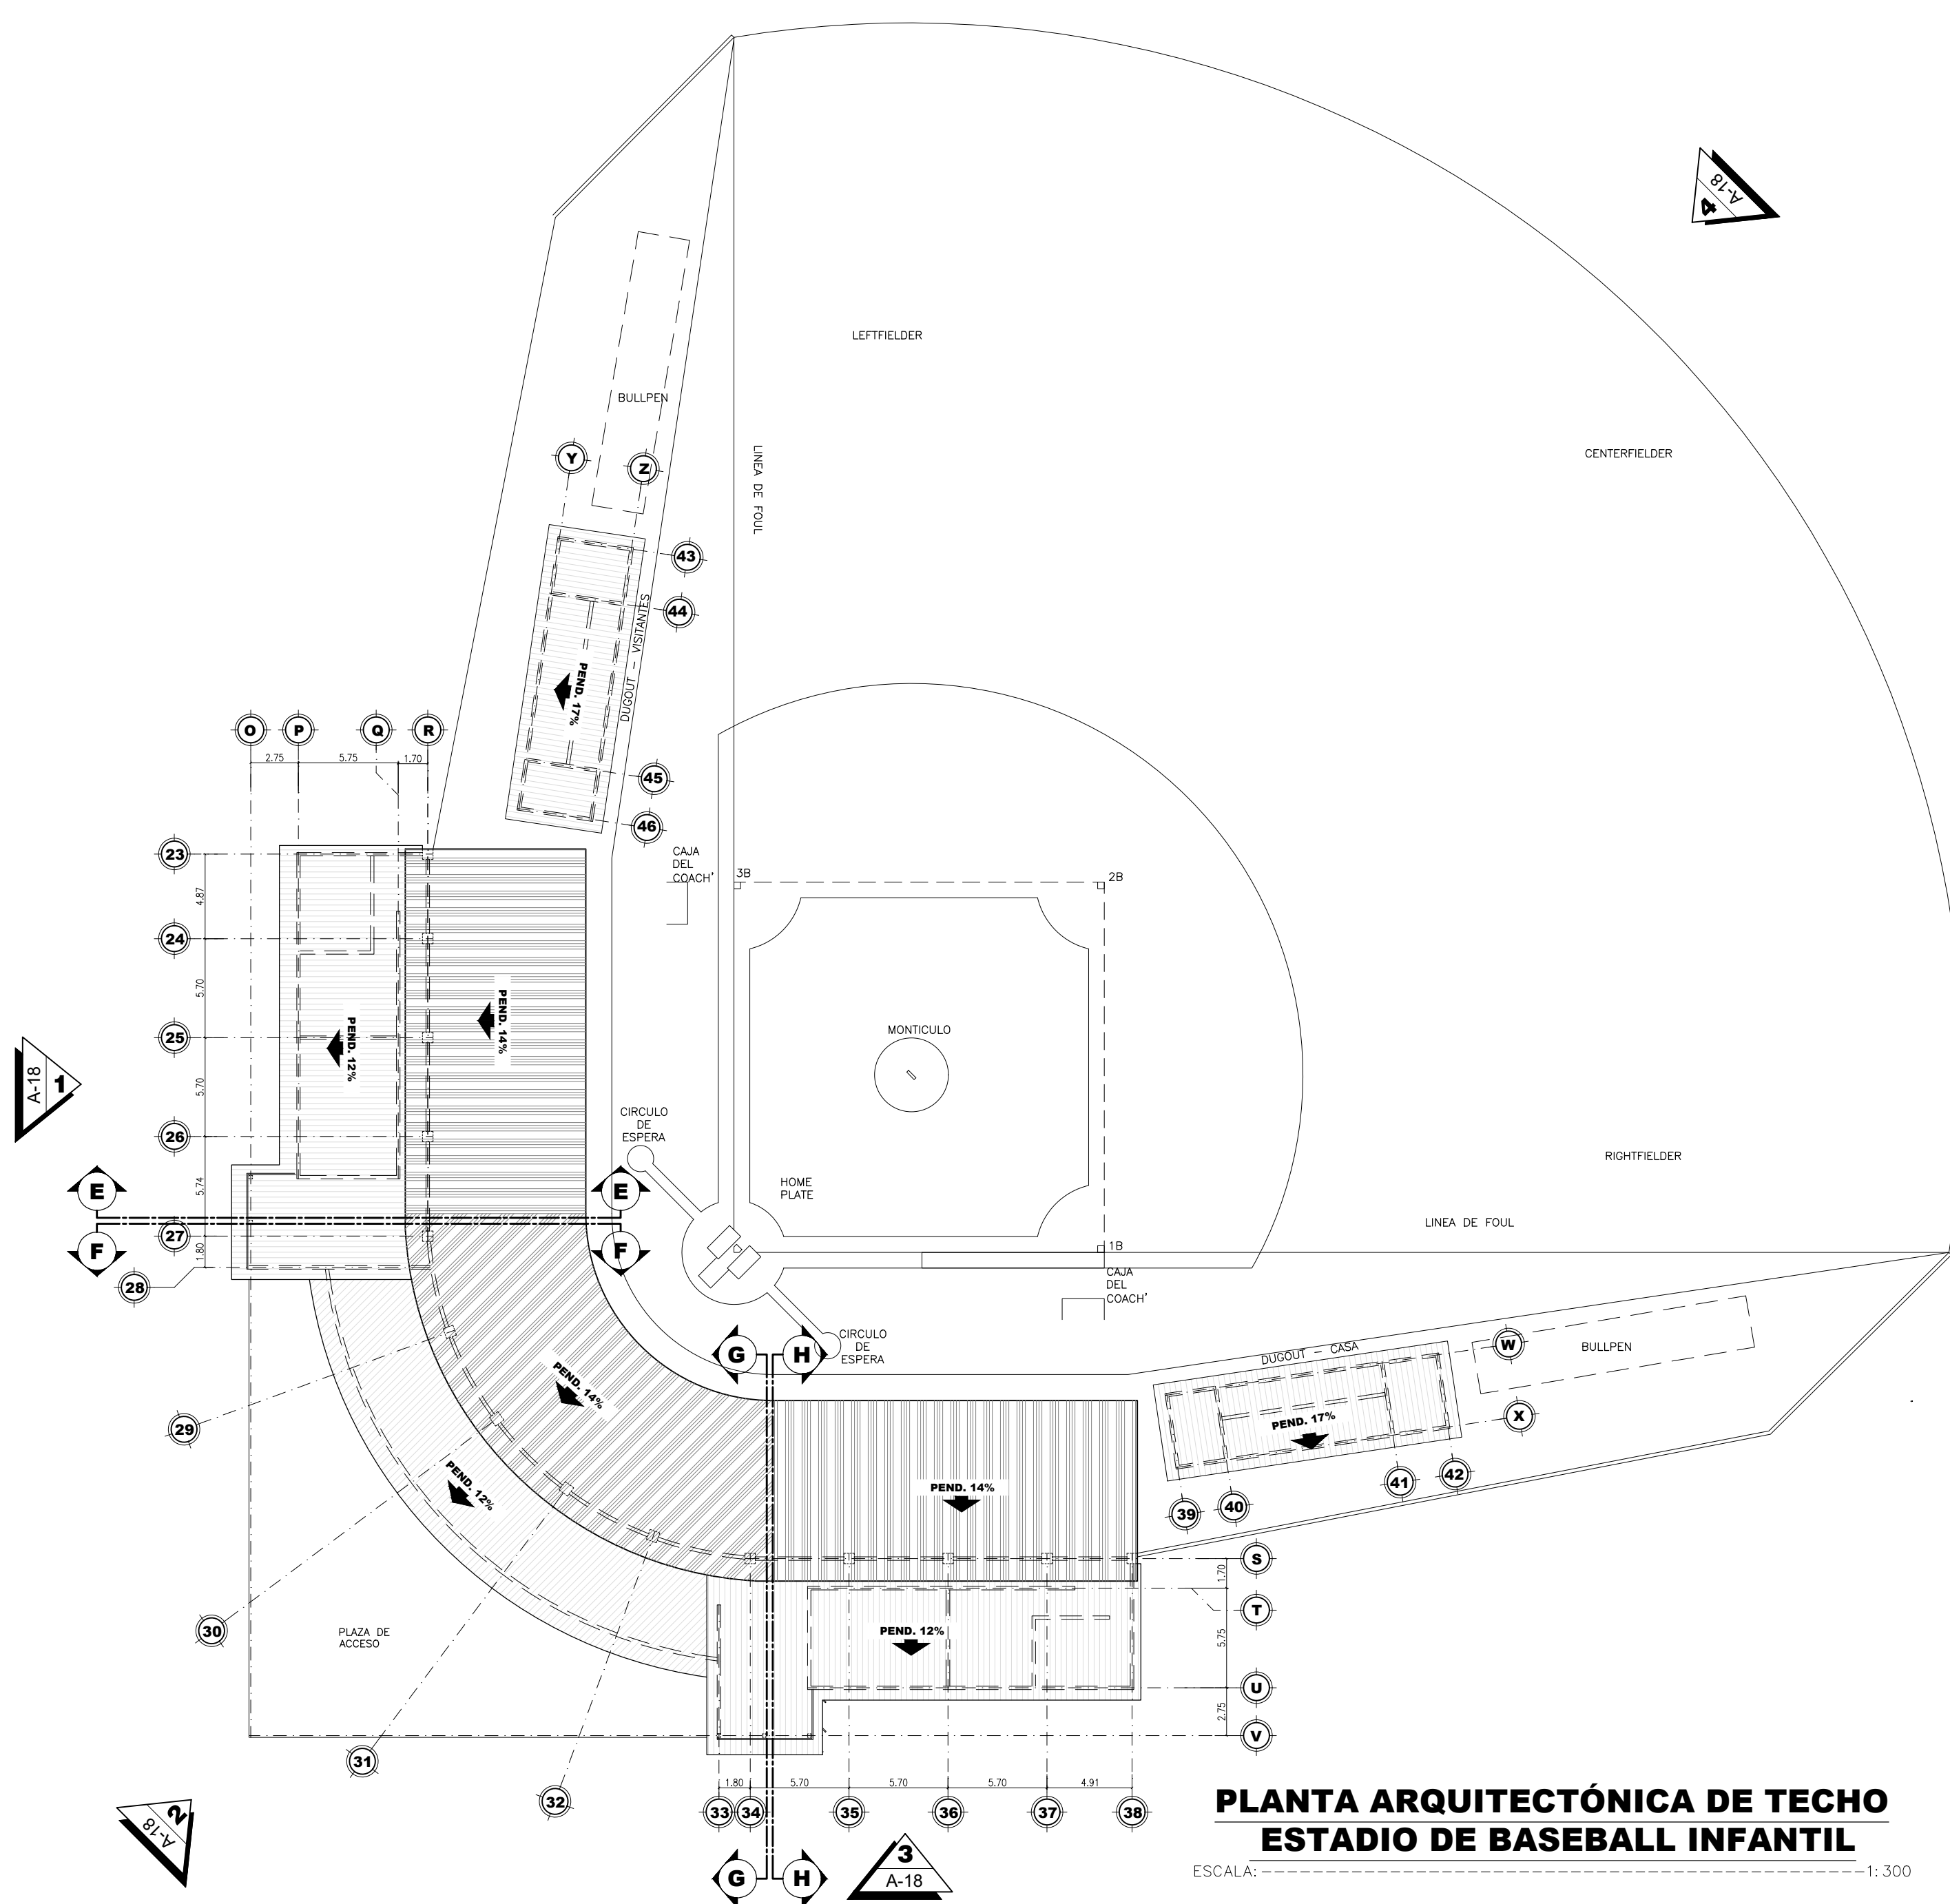 4
A-18
LEFTFIELDER
BULLPEN
CENTERFIELDER
LINEA DE FOUL
Y
Z
43
44
DUGOUT - VISITANTES
PEND. 17%
45
46
O
P
Q
R
2.75
5.75
1.70
23
24
25
26
27
28
4.87
5.70
5.70
5.74
1.80
CAJA
DEL
COACH'
3B
2B
PEND. 12%
PEND. 14%
MONTICULO
1
A-18
CIRCULO
DE
ESPERA
HOME
PLATE
RIGHTFIELDER
E
E
F
F
LINEA DE FOUL
1B
CAJA
DEL
COACH'
CIRCULO
DE
ESPERA
G
H
DUGOUT - CASA
W
BULLPEN
X
PEND. 17%
39
40
41
42
PEND. 14%
PEND. 12%
PEND. 14%
29
30
31
32
PLAZA DE
ACCESO
PEND. 12%
S
T
U
V
1.70
5.75
2.75
1.80
5.70
5.70
5.70
4.91
33
34
35
36
37
38
2
A-18
G
H
3
A-18
PLANTA ARQUITECTÓNICA DE TECHO
ESTADIO DE BASEBALL INFANTIL
ESCALA: 1: 300